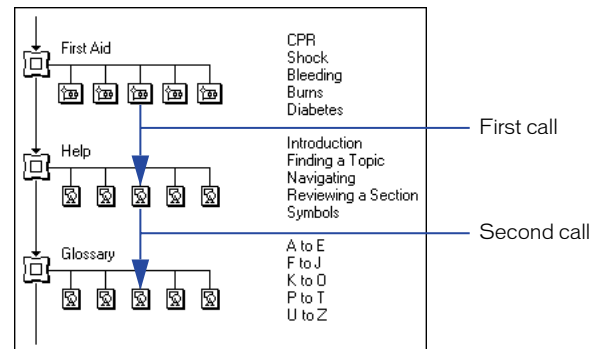 First Aid
CPR
Shock
Bleeding
Burns
Diabetes
First call
Help
Introduction
Finding a Topic
Navigating
Reviewing a Section
Symbols
Second call
Glossary
A to E
F to J
K to O
P to T
U to Z